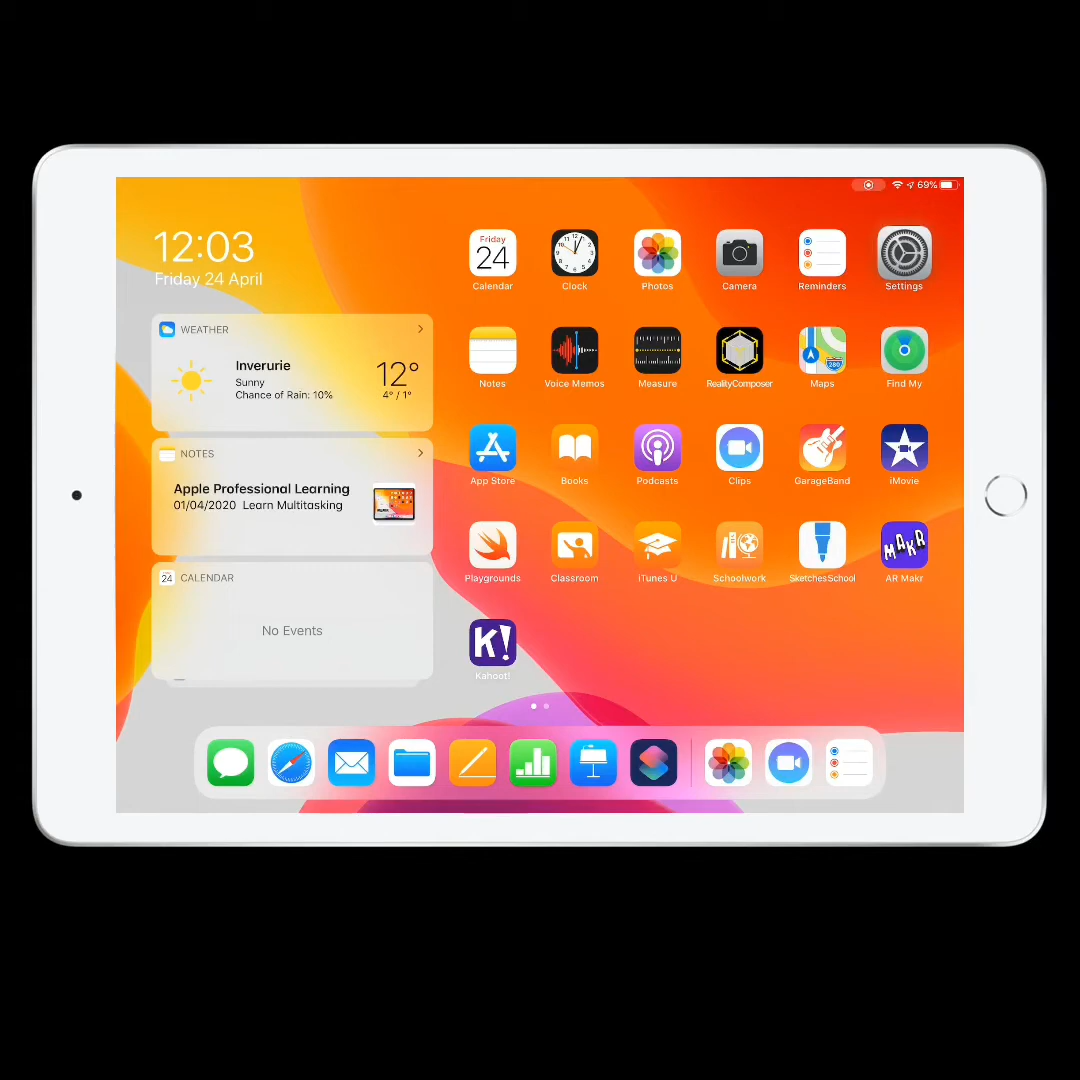 69%
12:03
Friday 24 April
WEATHER
Inverurie
Sunny
Chance of Rain: 10%
12°
4° / 1°
NOTES
Apple Professional Learning
01/04/2020 Learn Multitasking
24
CALENDAR
No Events
Friday
24
Calendar
Clock
Photos
Camera
Reminders
Settings
Notes
Voice Memos
Measure
RealityComposer
280
Maps
Find My
App Store
Books
Podcasts
Clips
GarageBand
iMovie
Playgrounds
Classroom
iTunes U
Schoolwork
SketchesSchool
MAKR
AR Makr
K!
Kahoot!